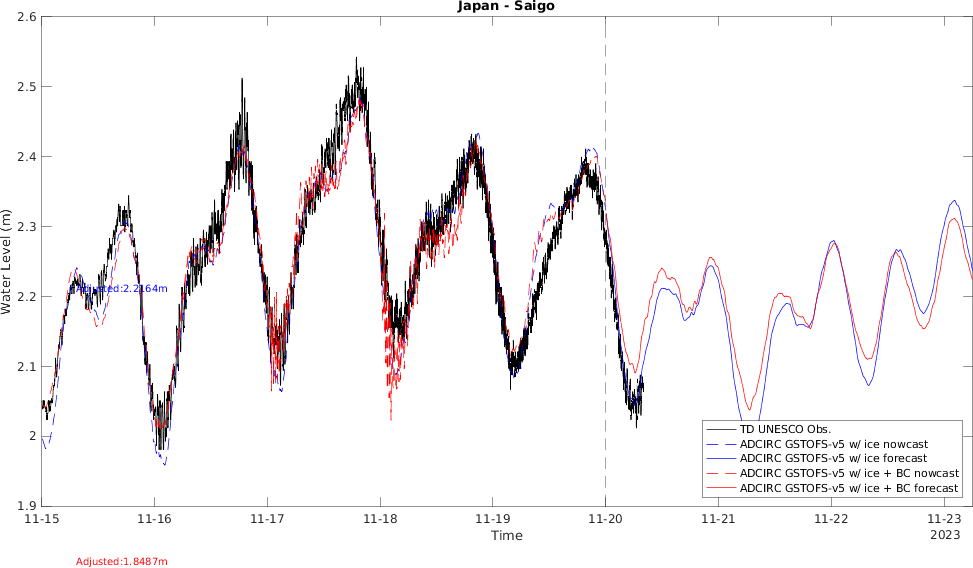 Japan - Saigo
2.6
2.5
2.4
2.3
2.2
2.1
2
1.9
Water Level (m)
Adjusted:2.2164m
TD UNESCO Obs.
ADCIRC GSTOFS-v5 w/ ice nowcast
ADCIRC GSTOFS-v5 w/ ice forecast
ADCIRC GSTOFS-v5 w/ ice + BC nowcast
ADCIRC GSTOFS-v5 w/ ice + BC forecast
11-15 11-16 11-17 11-18 11-19 11-20 11-21 11-22 11-23
Time
2023
Adjusted:1.8487m